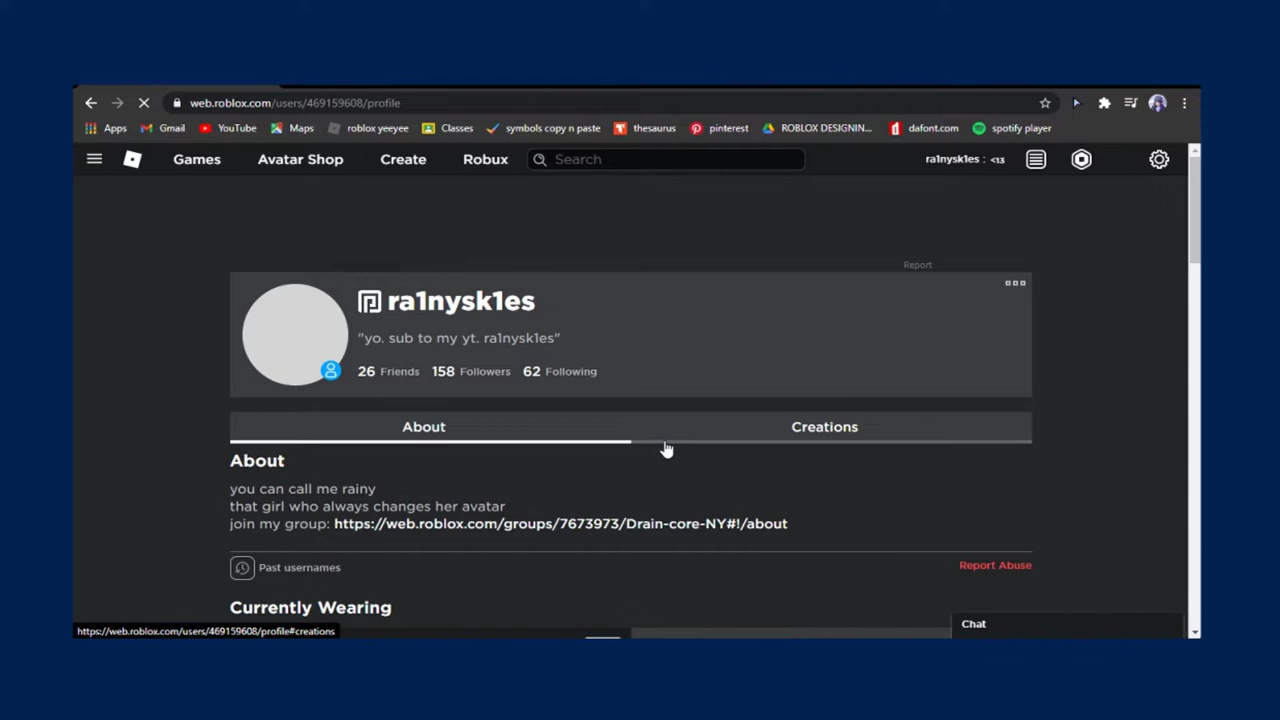 web.roblox.com/users/469159608/profile
Apps Gmail YouTube Maps roblox yeeyee Classes symbols copy n paste thesaurus pinterest ROBLOX DESIGNIN... dafont.com spotify player
Games Avatar Shop Create Robux Search ra1nysk1es : <13
Report
ra1nysk1es
"yo. sub to my yt. ra1nysk1es"
26 Friends 158 Followers 62 Following
About Creations
About
you can call me rainy
that girl who always changes her avatar
join my group: https://web.roblox.com/groups/7673973/Drain-core-NY#!/about
Past usernames Report Abuse
Currently Wearing
Chat
https://web.roblox.com/users/469159608/profile#creations